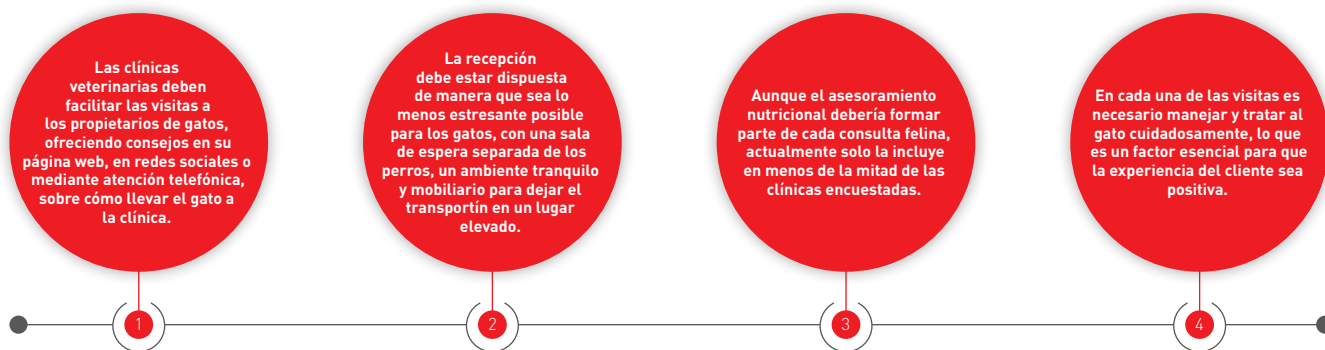 Las clínicas
veterinarias deben
facilitar las visitas a
los propietarios de gatos,
ofreciendo consejos en su
página web, en redes sociales o
mediante atención telefónica,
sobre cómo llevar el gato a
la clínica.
La recepción
debe estar dispuesta
de manera que sea lo
menos estresante posible
para los gatos, con una sala
de espera separada de los
perros, un ambiente tranquilo
y mobiliario para dejar el
transportín en un lugar
elevado.
Aunque el asesoramiento
nutricional debería formar
parte de cada consulta felina,
actualmente solo la incluye
en menos de la mitad de las
clínicas encuestadas.
En cada una de las visitas es
necesario manejar y tratar al
gato cuidadosamente, lo que
es un factor esencial para que
la experiencia del cliente sea
positiva.
1
2
3
4